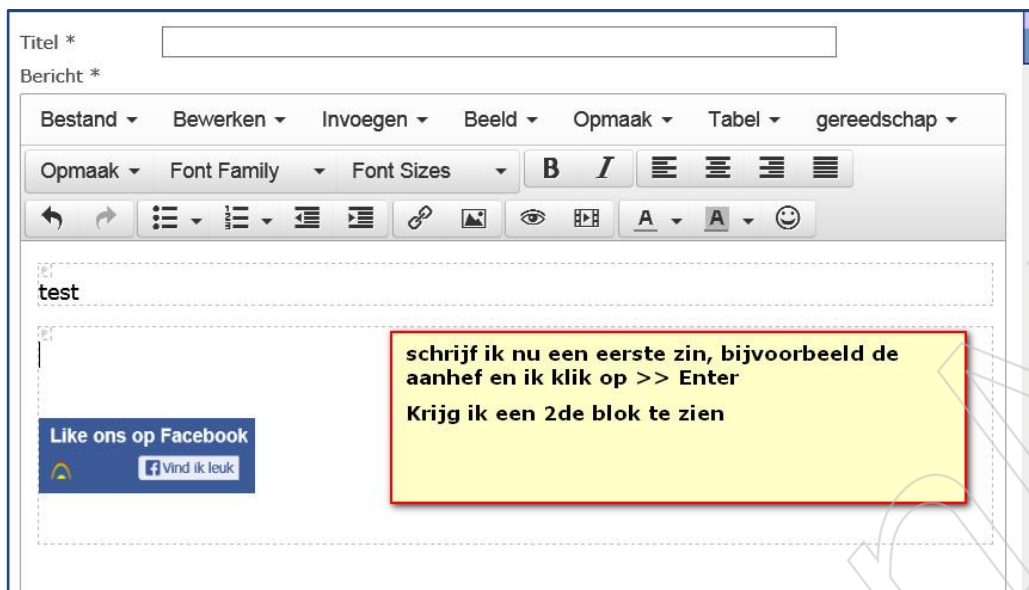 Titel *
Bericht *
Bestand Bewerken Invoegen Beeld Opmaak Tabel gereedschap
Opmaak Font Family Font Sizes B I
A A
P
test
P
schrijf ik nu een eerste zin, bijvoorbeeld de
aanhef en ik klik op >> Enter
Krijg ik een 2de blok te zien
Like ons op Facebook
Vind ik leuk